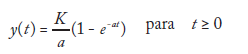 y(t) = K/a (1 - e^-at) para t ≥ 0